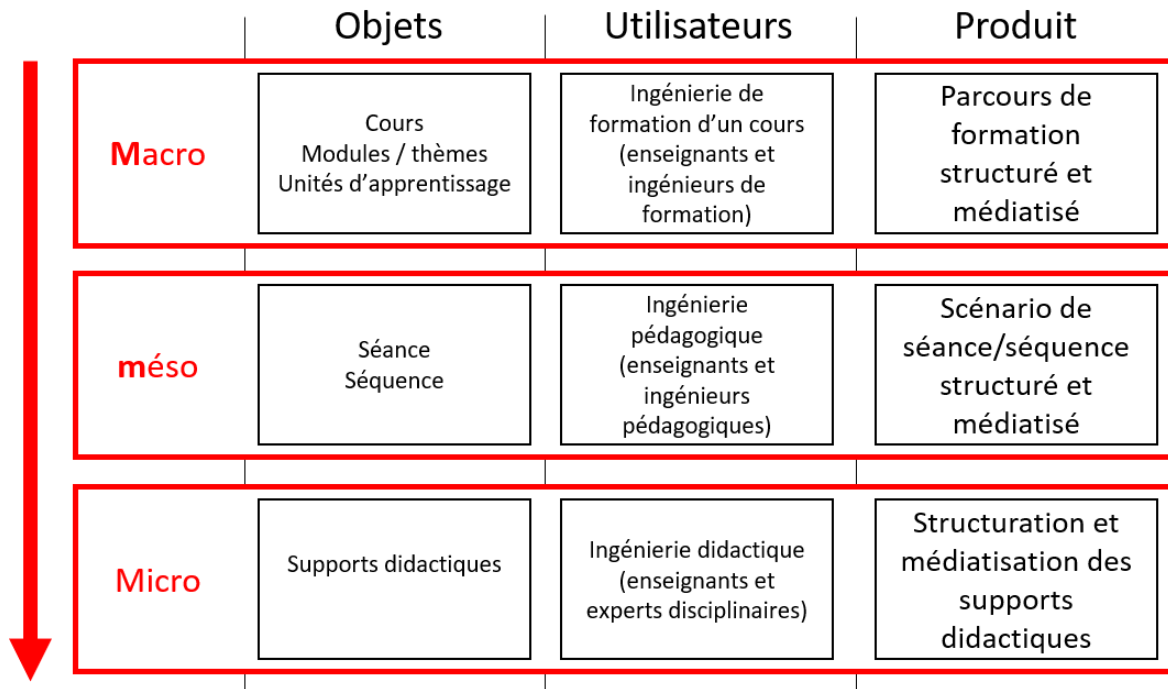 Objets
Utilisateurs
Produit
Macro
Cours
Modules / thèmes
Unités d'apprentissage
Ingénierie de
formation d'un cours
(enseignants et
ingénieurs de
formation)
Parcours de
formation
structuré et
médiatisé
méso
Séance
Séquence
Ingénierie
pédagogique
(enseignants et
ingénieurs
pédagogiques)
Scénario de
séance/séquence
structuré et
médiatisé
Micro
Supports didactiques
Ingénierie didactique
(enseignants et
experts disciplinaires)
Structuration et
médiatisation des
supports
didactiques